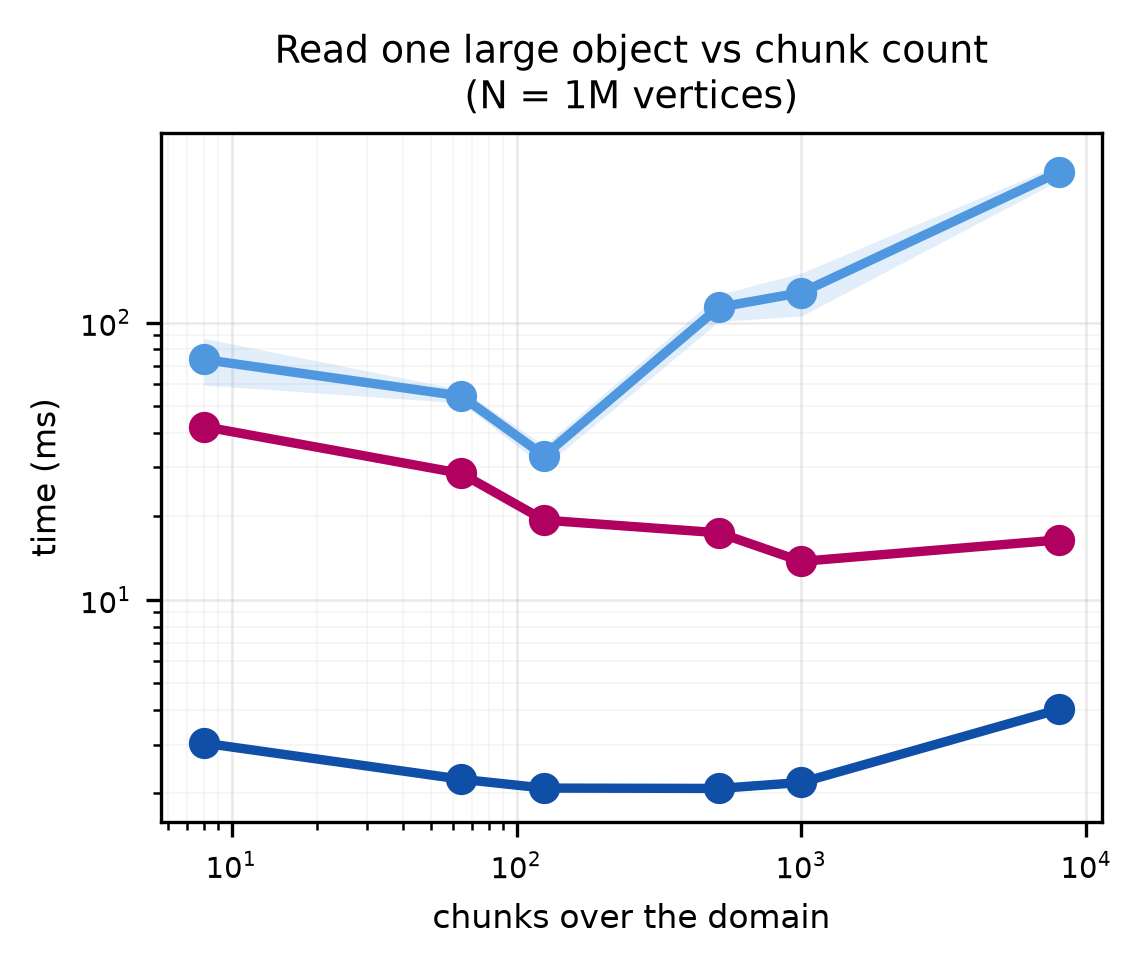 Read one large object vs chunk count
(N = 1M vertices)
time (ms)
10²
10¹
10¹
10²
10³
10⁴
chunks over the domain